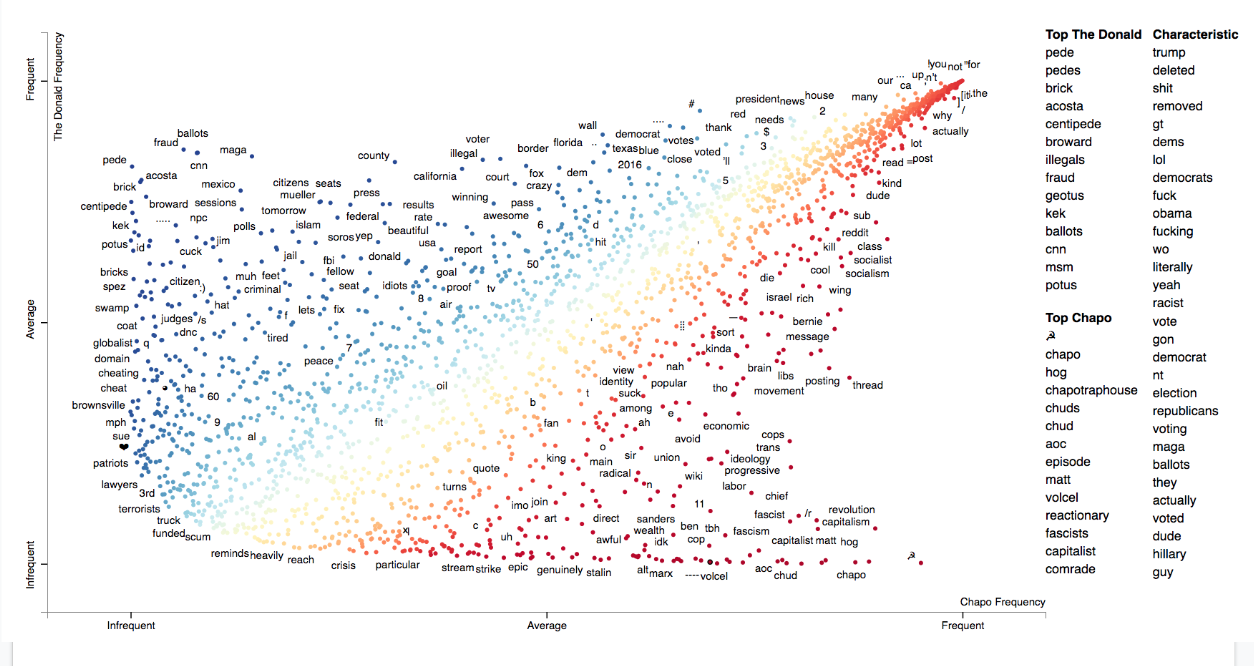 Frequent
The Donald Frequency
Average
Infrequent
Infrequent
Average
Frequent
Chapo Frequency
!you not "for
our ... up n't
ca
[iti.the
] /
president news house many
#
red needs 2
why
wall .... thank $
actually
ballots
democrat votes 3
fraud maga voter border florida .. texas blue voted lot
cnn county illegal 2016 close 'll read = post
pede
acosta california court fox dem 5 kind
brick mexico citizens seats crazy dude
mueller press winning
centipede broward sessions results pass
..... npc tomorrow federal rate awesome sub
kek polls islam beautiful 6 d reddit
potus id jim soros yep usa hit ' kill class
cuck jail donald report socialist
bricks fbi 50 cool socialism
muh feet fellow goal die
spez citizen :) criminal seat idiots proof tv wing
8 israel rich
swamp hat f lets fix air
coat judges /s ' — bernie
dnc sort message
globalist q tired 7 kinda
domain peace nah brain
cheating view libs
cheat ha oil identity popular posting thread
t suck tho movement
brownsville 60 b among
mph 9 fit fan ah e economic
sue al avoid cops
❤ o trans
patriots king main sir union ideology
radical progressive
lawyers quote wiki
3rd turns n labor
terrorists imo join 11 chief
truck c art direct sanders fascist /r revolution
funded scum xj uh wealth ben tbh fascism capitalism
awful idk cop capitalist matt hog
reminds heavily reach ☭
crisis particular stream strike epic genuinely stalin alt marx ---- volcel aoc chud chapo
Top The Donald Characteristic
pede trump
pedes deleted
brick shit
acosta removed
centipede gt
broward dems
illegals lol
fraud democrats
geotus fuck
kek obama
ballots fucking
cnn wo
msm literally
potus yeah
racist
Top Chapo vote
☭ gon
chapo democrat
hog nt
chapotraphouse election
chuds republicans
chud voting
aoc maga
episode ballots
matt they
volcel actually
reactionary voted
fascists dude
capitalist hillary
comrade guy